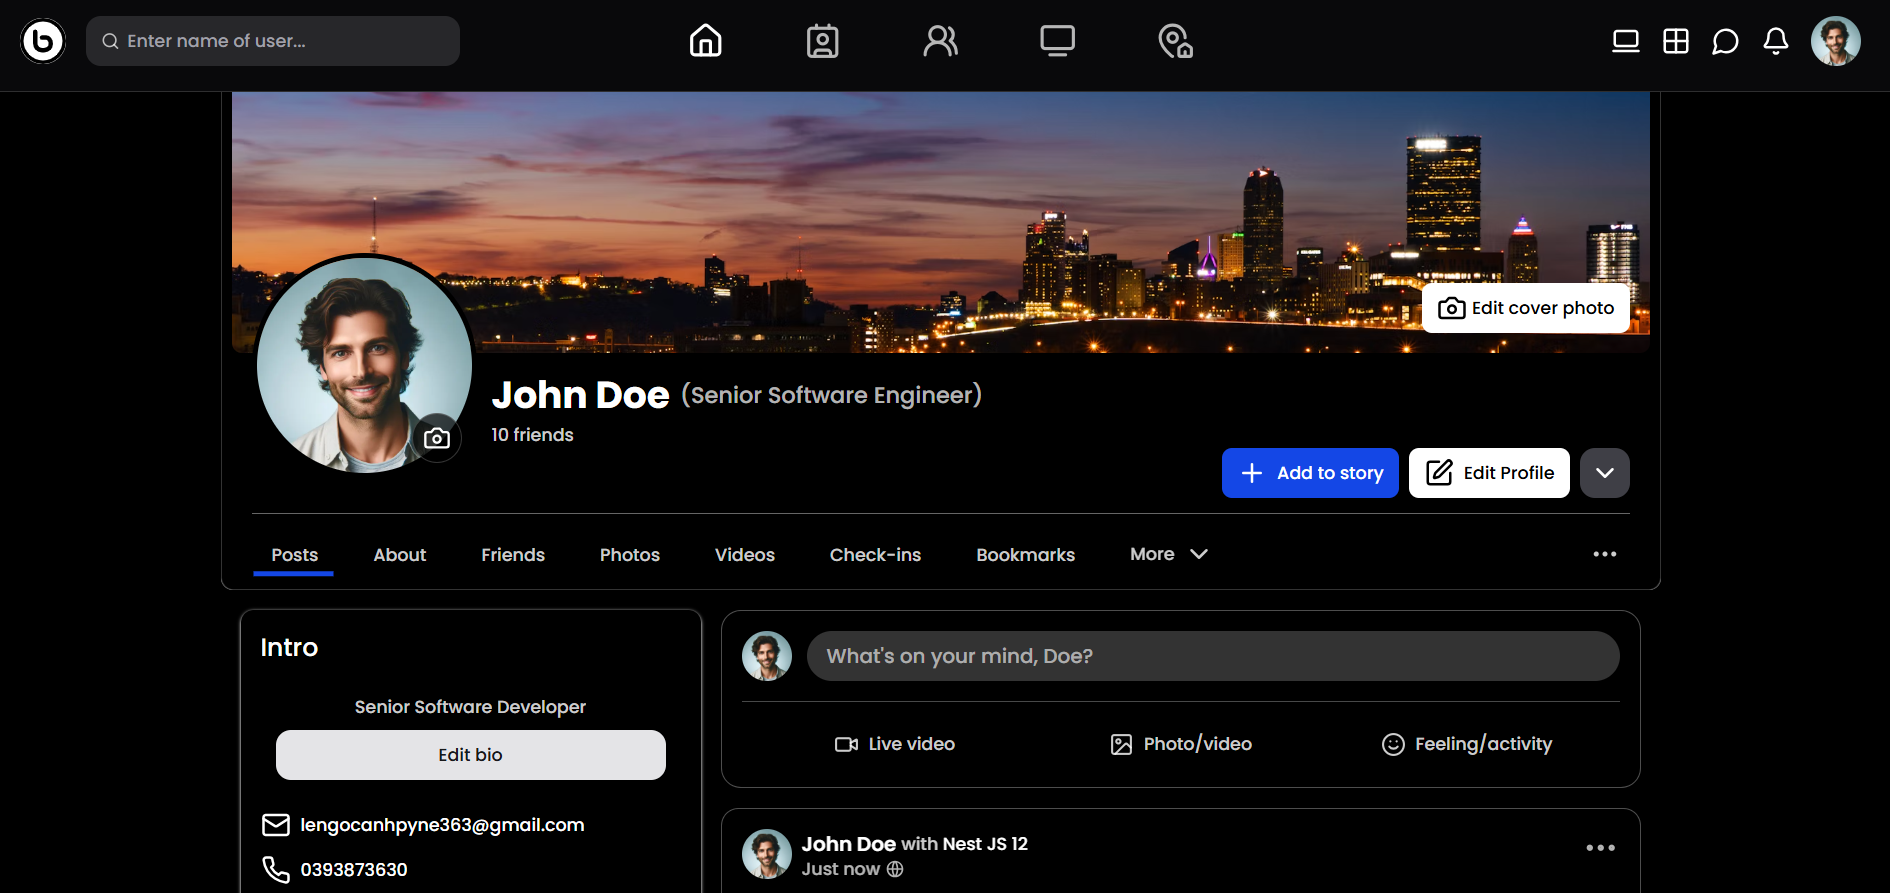 Enter name of user...
Edit cover photo
John Doe (Senior Software Engineer)
10 friends
Add to story
Edit Profile
Posts About Friends Photos Videos Check-ins Bookmarks More
Intro
Senior Software Developer
Edit bio
lengocanhpyne363@gmail.com
0393873630
What's on your mind, Doe?
Live video Photo/video Feeling/activity
John Doe with Nest JS 12
Just now